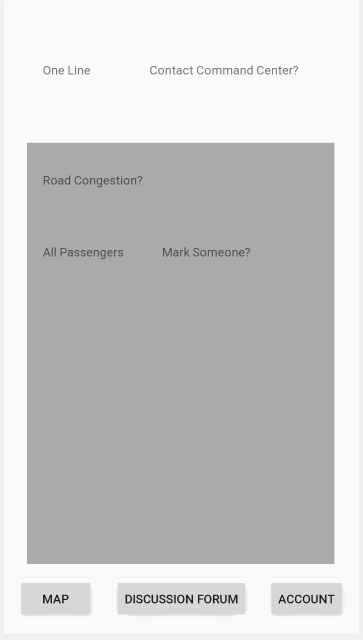 One Line Contact Command Center?
Road Congestion?
All Passengers Mark Someone?
MAP DISCUSSION FORUM ACCOUNT